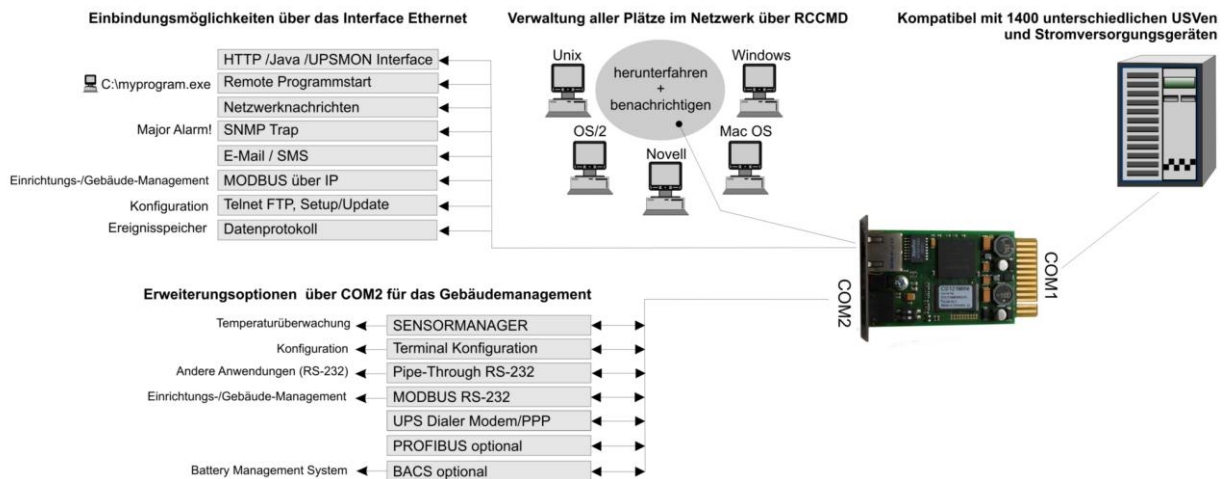 Einbindungsmöglichkeiten über das Interface Ethernet
HTTP /Java /UPSMON Interface
C:\myprogram.exe Remote Programmstart
Netzwerknachrichten
Major Alarm! SNMP Trap
E-Mail / SMS
Einrichtungs-/Gebäude-Management MODBUS über IP
Konfiguration Telnet FTP, Setup/Update
Ereignisspeicher Datenprotokoll
Verwaltung aller Plätze im Netzwerk über RCCMD
Unix
Windows
herunterfahren
+
benachrichtigen
OS/2
Mac OS
Novell
Kompatibel mit 1400 unterschiedlichen USVen
und Stromversorgungsgeräten
COM1
COM2
Erweiterungsoptionen über COM2 für das Gebäudemanagement
Temperaturüberwachung SENSORMANAGER
Konfiguration Terminal Konfiguration
Andere Anwendungen (RS-232) Pipe-Through RS-232
Einrichtungs-/Gebäude-Management MODBUS RS-232
UPS Dialer Modem/PPP
PROFIBUS optional
Battery Management System BACS optional